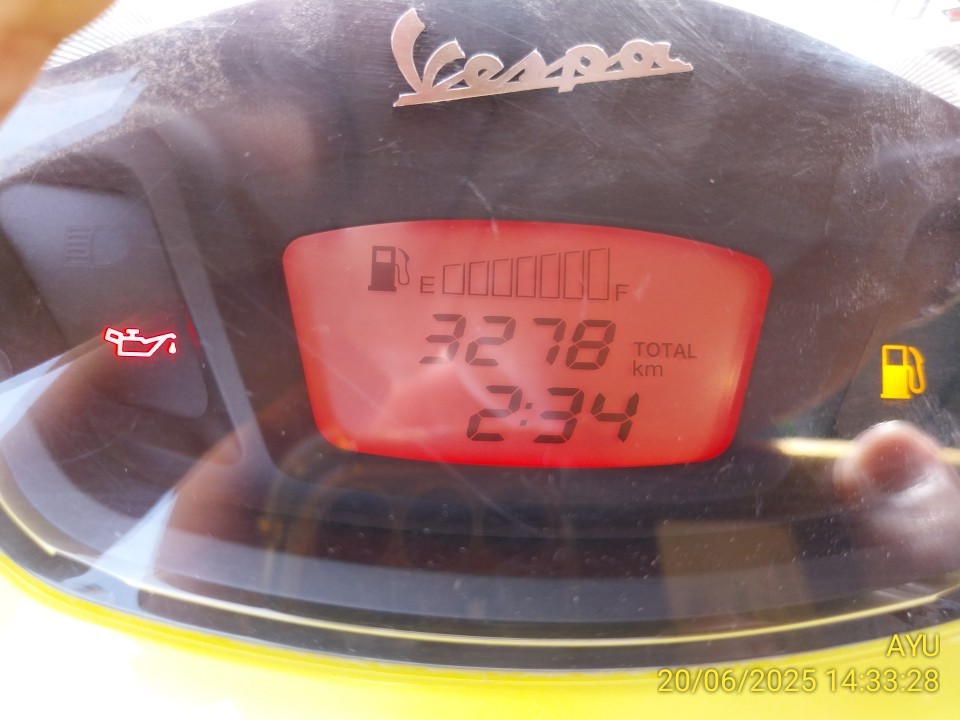 Vespa
E F
3278 TOTAL km
2:34
AYU
20/06/2025 14:33:28